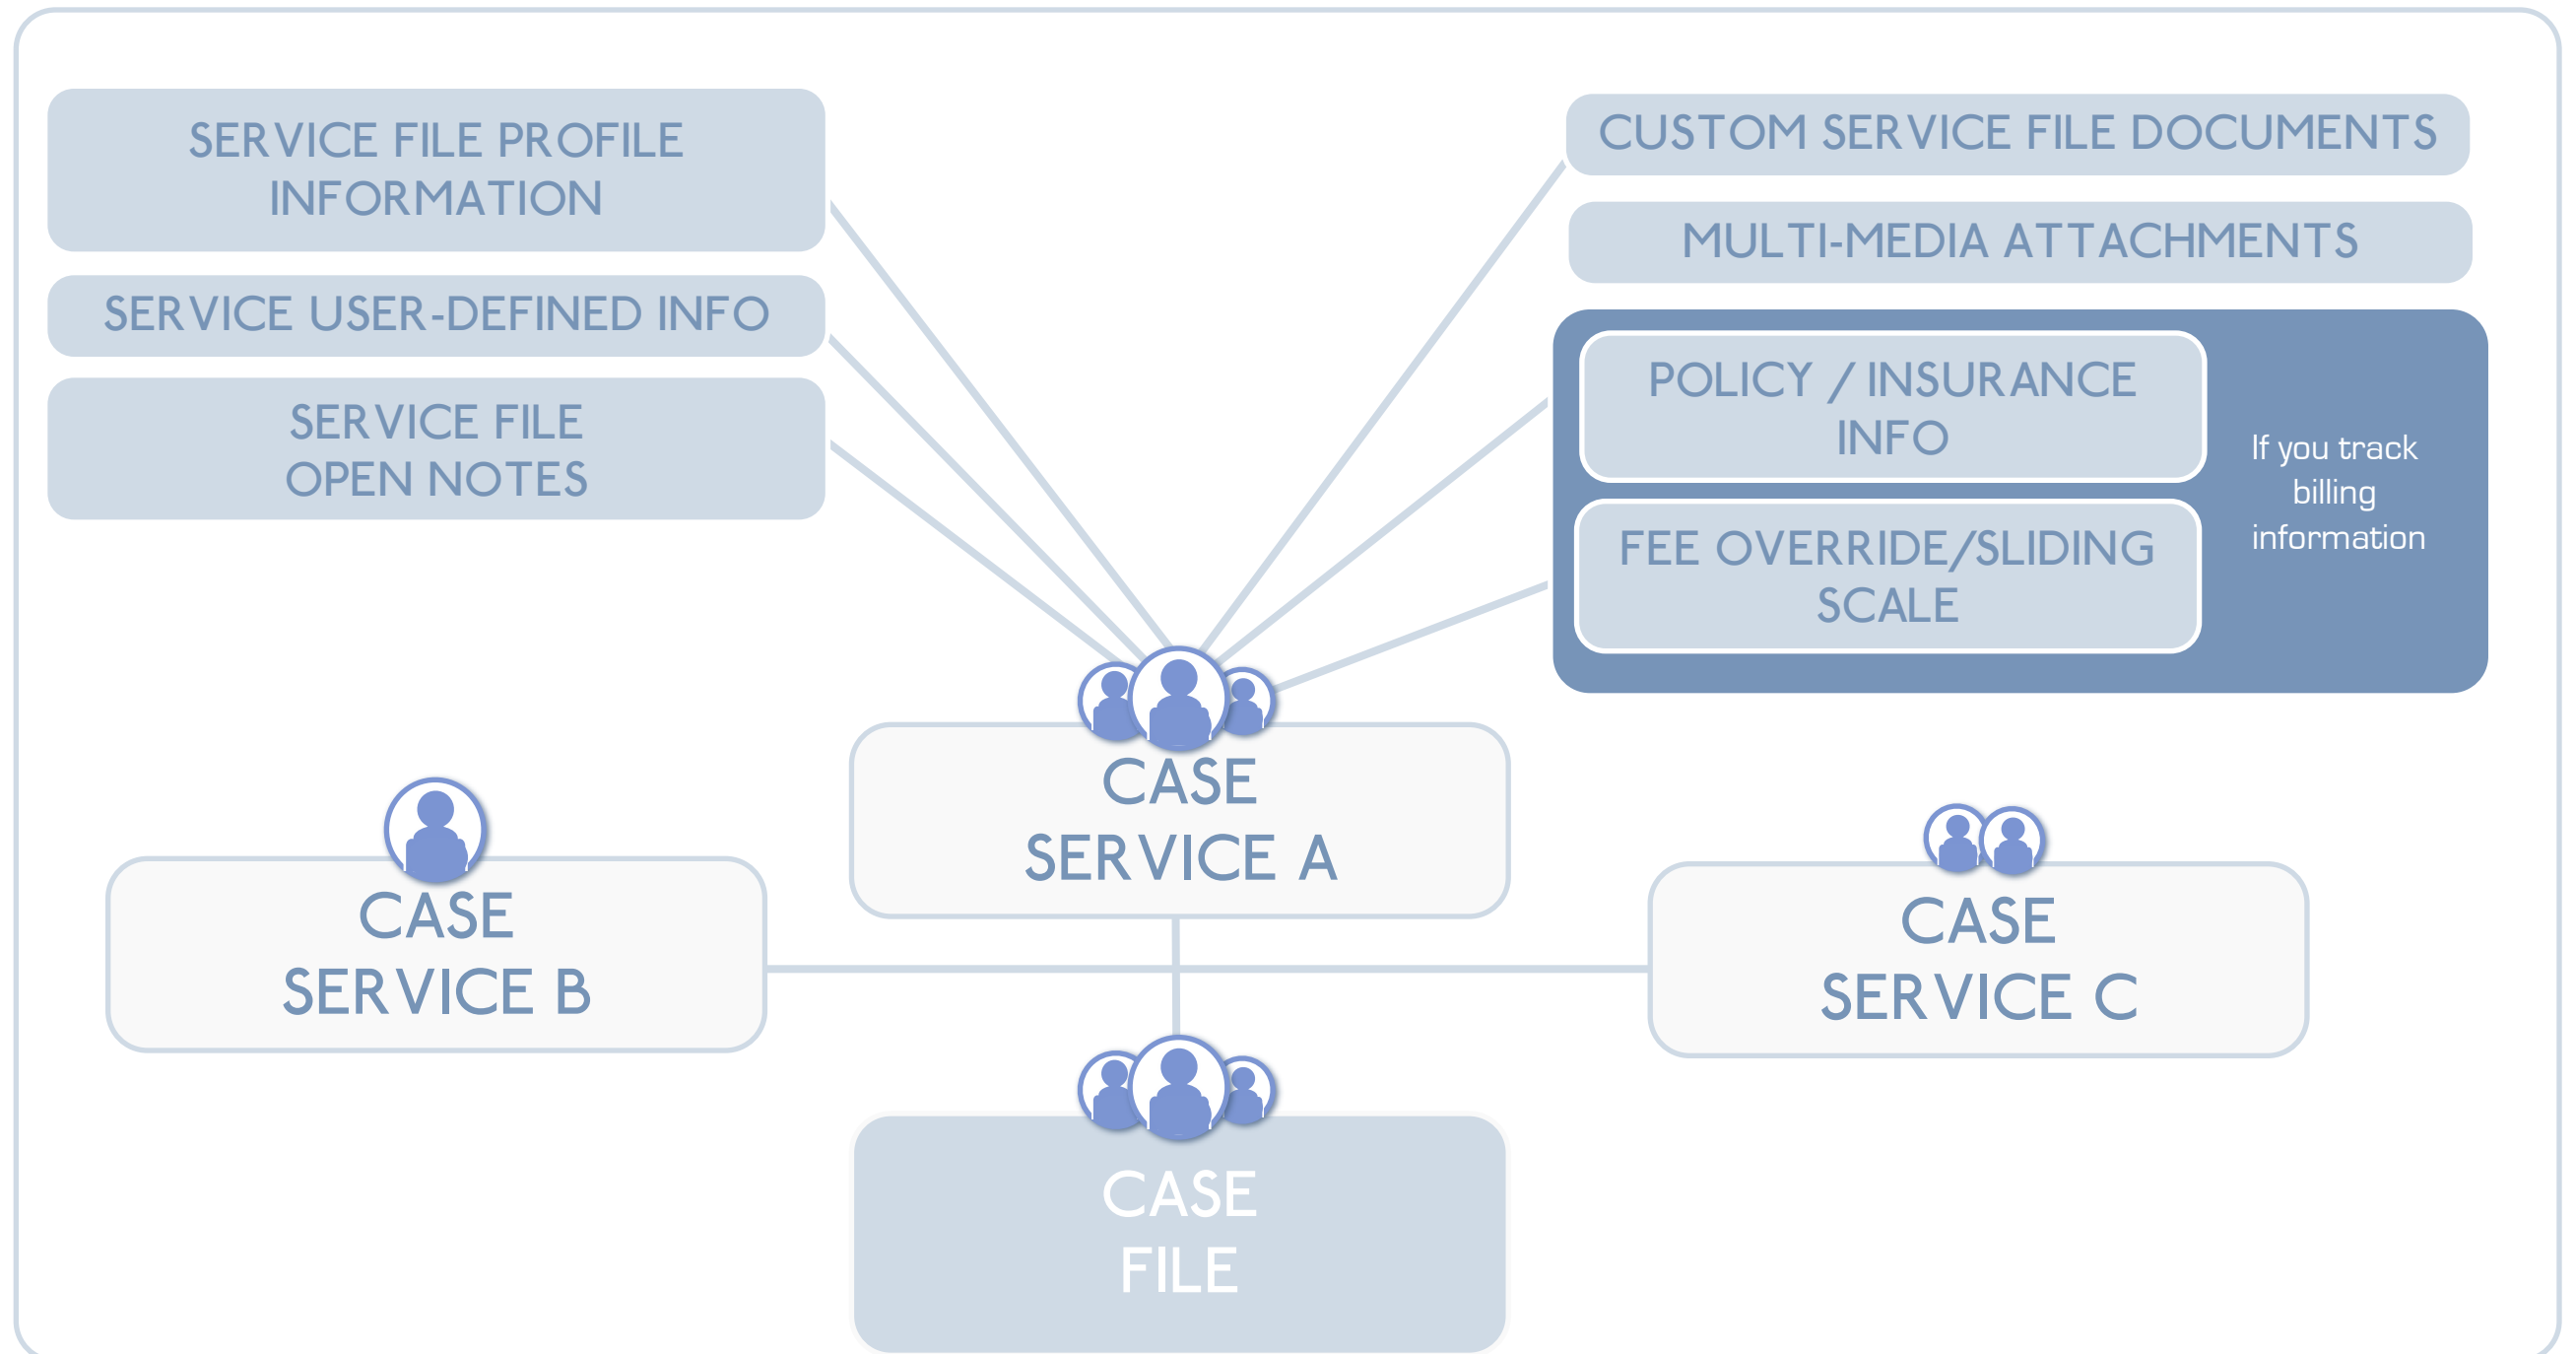 SERVICE FILE PROFILE
INFORMATION
SERVICE USER-DEFINED INFO
SERVICE FILE
OPEN NOTES
CUSTOM SERVICE FILE DOCUMENTS
MULTI-MEDIA ATTACHMENTS
POLICY / INSURANCE
INFO
FEE OVERRIDE/SLIDING
SCALE
If you track
billing
information
CASE
SERVICE A
CASE
SERVICE B
CASE
SERVICE C
CASE
FILE